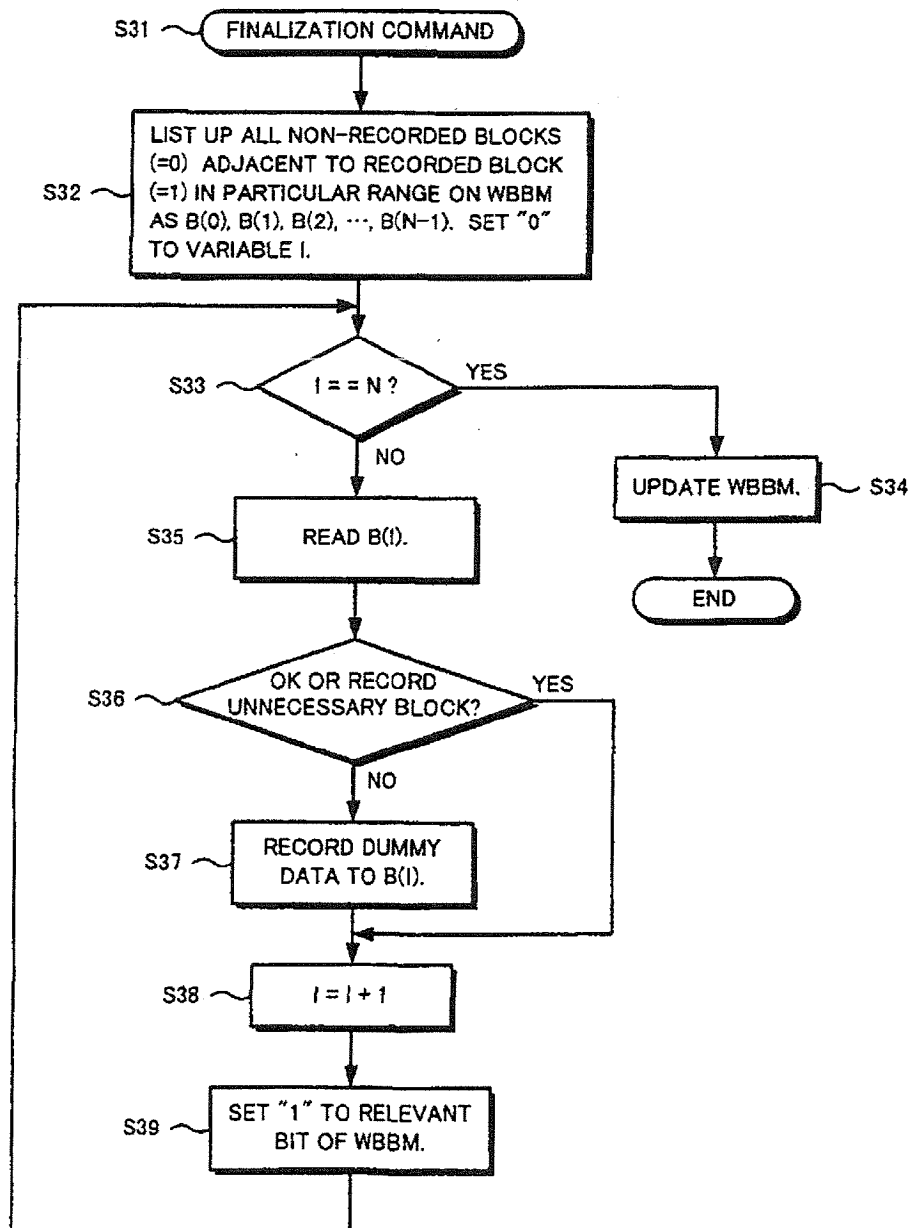 S31
FINALIZATION COMMAND
S32
LIST UP ALL NON-RECORDED BLOCKS
(=0) ADJACENT TO RECORDED BLOCK
(=1) IN PARTICULAR RANGE ON WBBM
AS B(0), B(1), B(2), ···, B(N-1). SET "0"
TO VARIABLE I.
S33
I = = N ?
YES
NO
UPDATE WBBM.
S34
S35
READ B(I).
END
S36
OK OR RECORD
UNNECESSARY BLOCK?
YES
NO
S37
RECORD DUMMY
DATA TO B(I).
S38
I = I + 1
S39
SET "1" TO RELEVANT
BIT OF WBBM.